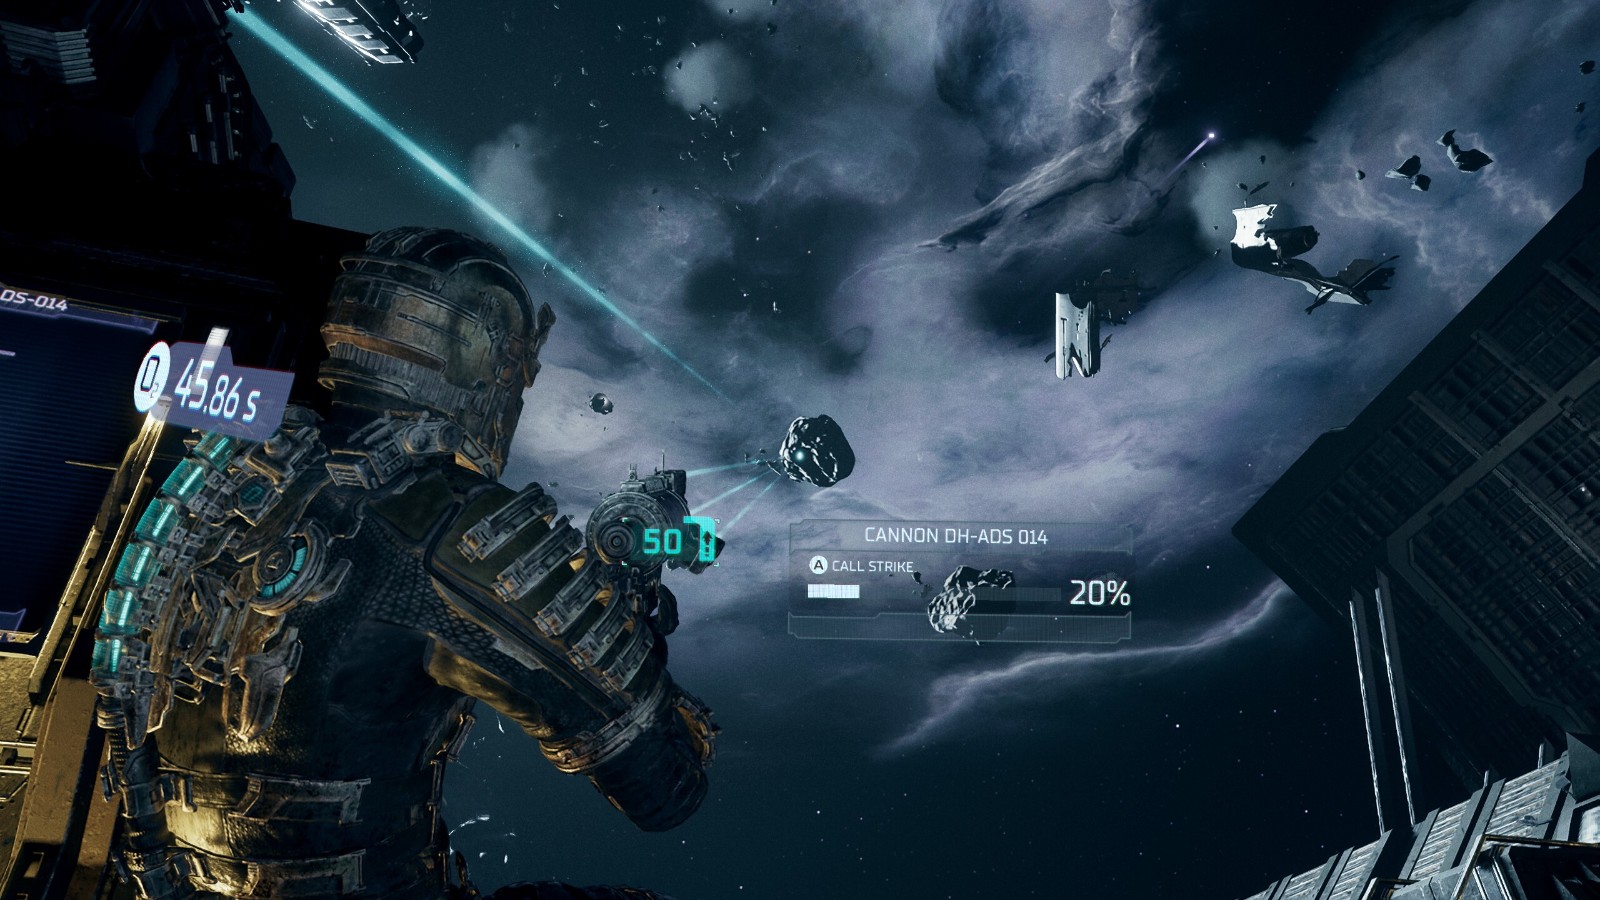 DS-014
O2
45.86 s
50
CANNON DH-ADS 014
A CALL STRIKE
20%